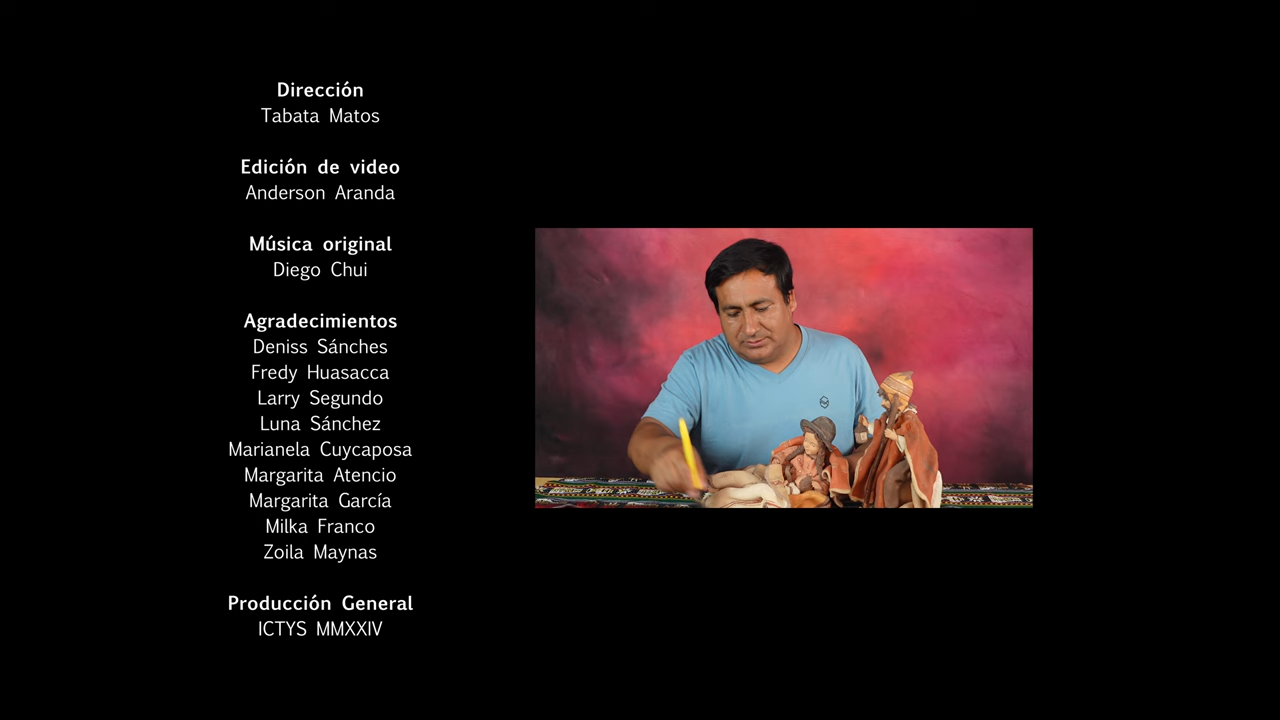 Dirección
Tabata Matos
Edición de video
Anderson Aranda
Música original
Diego Chui
Agradecimientos
Deniss Sánches
Fredy Huasacca
Larry Segundo
Luna Sánchez
Marianela Cuycaposa
Margarita Atencio
Margarita García
Milka Franco
Zoila Maynas
Producción General
ICTYS MMXXIV